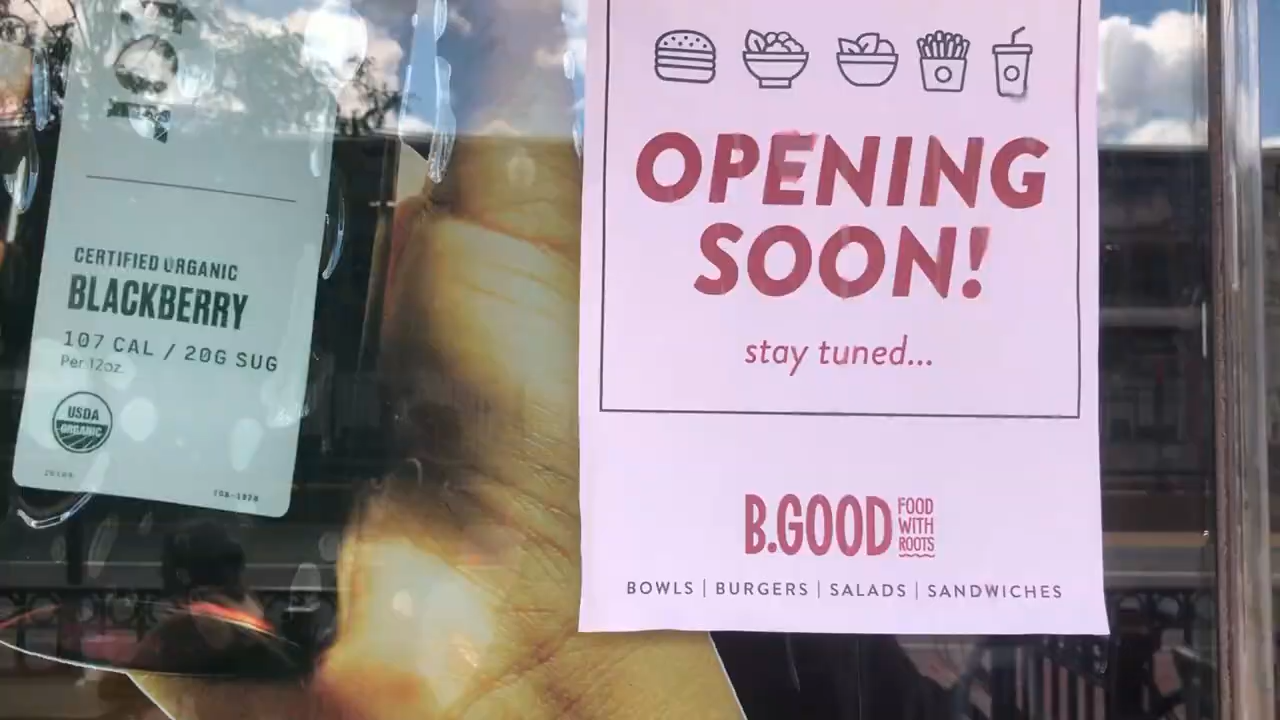 CERTIFIED ORGANIC
BLACKBERRY
107 CAL / 20G SUG
Per 12oz.
USDA
ORGANIC
OPENING
SOON!
stay tuned...
B.GOOD
FOOD
WITH
ROOTS
BOWLS | BURGERS | SALADS | SANDWICHES